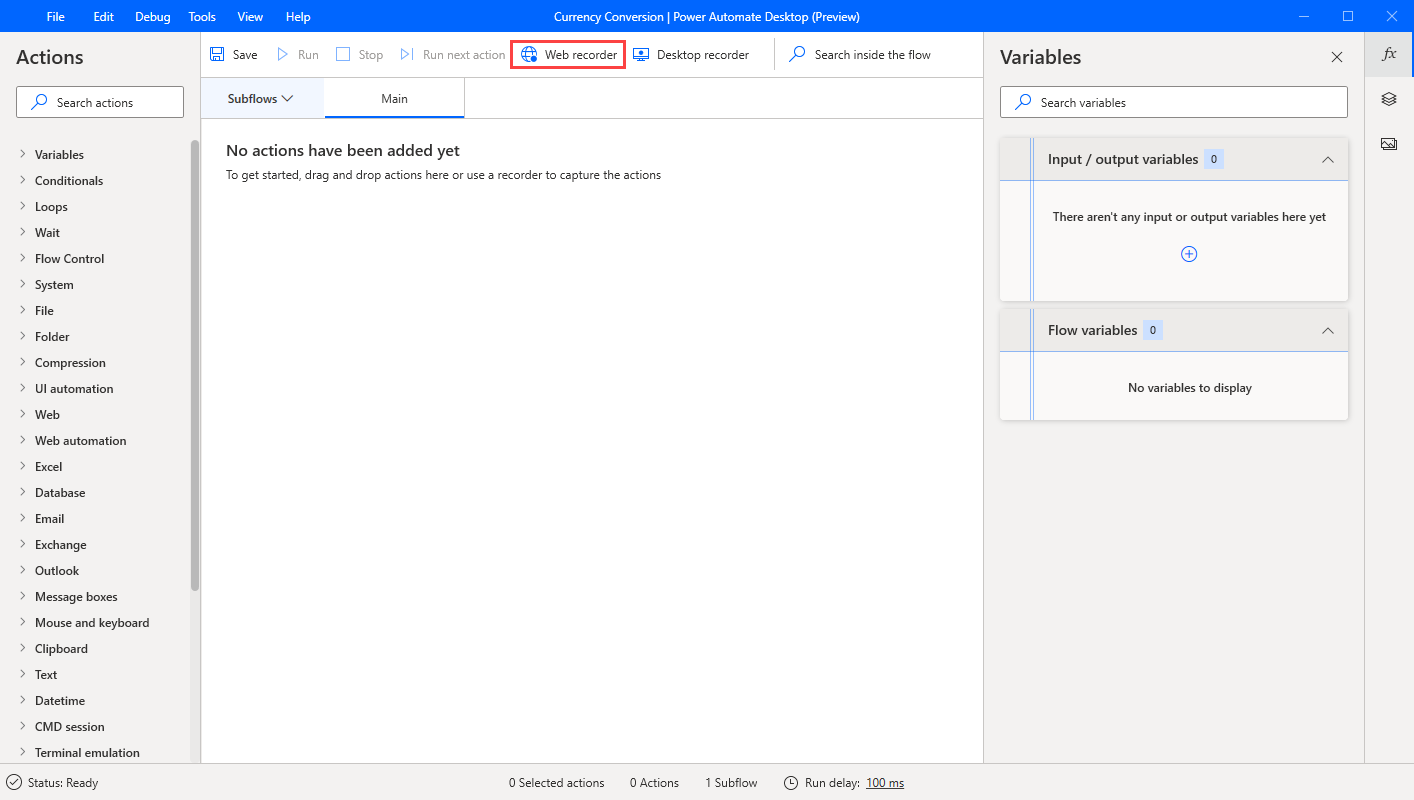 File Edit Debug Tools View Help Currency Conversion | Power Automate Desktop (Preview)
Actions
Search actions
Variables
Conditionals
Loops
Wait
Flow Control
System
File
Folder
Compression
UI automation
Web
Web automation
Excel
Database
Email
Exchange
Outlook
Message boxes
Mouse and keyboard
Clipboard
Text
Datetime
CMD session
Terminal emulation
Save Run Stop Run next action Web recorder Desktop recorder Search inside the flow
Subflows Main
No actions have been added yet
To get started, drag and drop actions here or use a recorder to capture the actions
Variables
fx
Search variables
Input / output variables 0
There aren't any input or output variables here yet
Flow variables 0
No variables to display
Status: Ready 0 Selected actions 0 Actions 1 Subflow Run delay: 100 ms